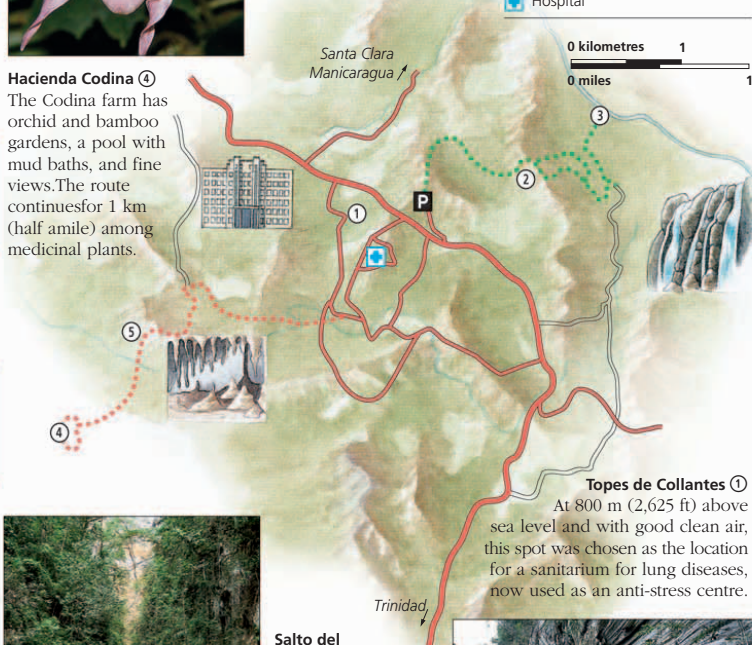 Hospital
0 kilometres 1
0 miles 1
Santa Clara
Manicaragua
Hacienda Codina ④
The Codina farm has
orchid and bamboo
gardens, a pool with
mud baths, and fine
views.The route
continuesfor 1 km
(half amile) among
medicinal plants.
③
②
P
①
⑤
④
Topes de Collantes ①
At 800 m (2,625 ft) above
sea level and with good clean air,
this spot was chosen as the location
for a sanitarium for lung diseases,
now used as an anti-stress centre.
Trinidad
Salto del